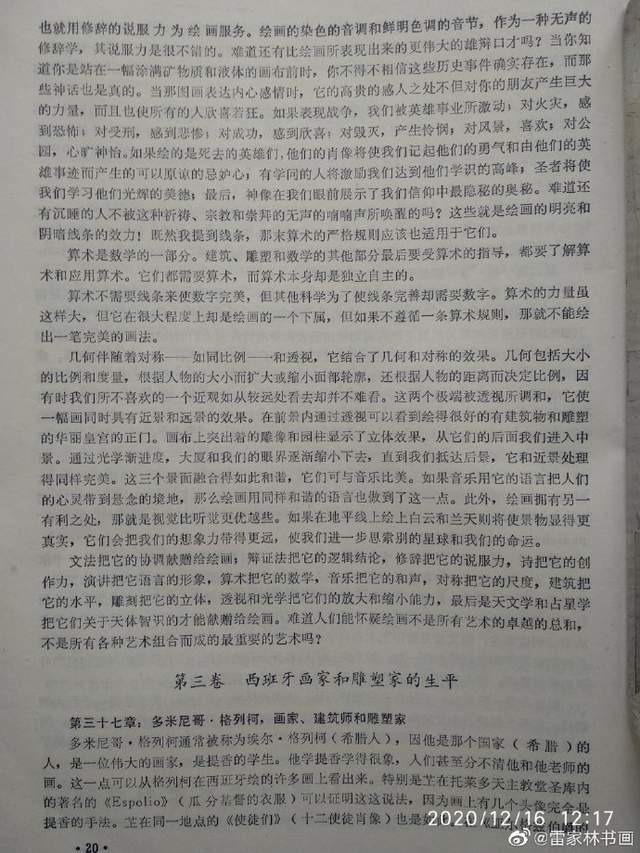 也就用修辞的说服力为绘画服务。绘画的染色的音调和鲜明色调的音节，作为一种无声的
修辞学，其说服力是很不错的。难道还有比绘画所表现出来的更伟大的雄辩口才吗？当你知
道你是站在一幅涂满矿物质和液体的画布前时，你不得不相信这些历史事件确实存在，而那
些神话也是真的。当那图画表达内心感情时，它的高贵的感人之处不但对你的朋友产生巨大
的力量，而且也使所有的人欣喜若狂。如果表现战争，我们被英雄事业所激动；对火灾，感
到恐怖；对受刑，感到悲惨；对成功，感到欣喜；对毁灭，产生怜悯；对风景，喜欢；对公
园，心旷神怡。如果绘的是死去的英雄们，他们的肖像将使我们记起他们的勇气和由他们的英
雄事迹而产生的可以原谅的忌妒心；有学问的人将激励我们达到他们学识的高峰；圣者将使
我们学习他们光辉的美德；最后，神像在我们眼前展示了我们信仰中最隐秘的奥秘。难道还
有沉睡的人不被这种祈祷、宗教和崇拜的无声的喃喃声所唤醒的吗？这些就是绘画的明亮和
阴暗线条的效力！既然我提到线条，那末算术的严格规则应该也适用于它们。
算术是数学的一部分。建筑、雕塑和数学的其他部分最后要受算术的指导，都要了解算
术和应用算术。它们都需要算术，而算术本身却是独立自主的。
算术不需要线条来使数字完美，但其他科学为了使线条完善却需要数字。算术的力量虽
这样大，但它在很大程度上却是绘画的一个下属，但如果不遵循一条算术规则，那就不能绘
出一笔完美的画法。
几何伴随着对称——如同比例——和透视，它结合了几何和对称的效果。几何包括大小
的比例和度量，根据人物的大小而扩大或缩小面部轮廓，还根据人物的距离而决定比例，因
有时我们所不喜欢的一个近观如从较远处看去却并不难看。这两个极端被透视所调和，它使
一幅画同时具有近景和远景的效果。在前景内通过透视可以看到绘得很好的有建筑物和雕塑
的华丽皇宫的正门。画布上突出着的雕像和园柱显示了立体效果，从它们的后面我们进入中
景。通过光学渐进度，大厦和我们的眼界逐渐缩小下去，直到我们抵达后景，它和近景处理
得同样完美。这三个景面融合得如此和谐，它们可与音乐比美。如果音乐用它的语言把人们
的心灵带到悬念的境地，那么绘画用同样和谐的语言也做到了这一点。此外，绘画拥有另一
有利之处，那就是视觉比听觉更优越些。如果在地平线上绘上白云和兰天则将使景物显得更
真实，它们会把我们的想象力带得更远，使我们进一步思索别的星球和我们的命运。
文法把它的协调献赠给绘画；辩证法把它的逻辑结论，修辞把它的说服力，诗把它的创
作力，演讲把它语言的形象，算术把它的数学，音乐把它的和声，对称把它的尺度，建筑把
它的水平，雕刻把它的立体，透视和光学把它们的放大和缩小能力，最后是天文学和占星学
把它们关于天体智识的才能献赠给绘画。难道人们能怀疑绘画不是所有艺术的卓越的总和，
不是所有各种艺术组合而成的最重要的艺术吗？
第三卷 西班牙画家和雕塑家的生平
第三十七章：多米尼哥·格列柯，画家、建筑师和雕塑家
多米尼哥·格列柯通常被称为埃尔·格列柯（希腊人），因他是那个国家（希腊）的
人，是一位伟大的画家，是提香的学生。他学提香学得很象，人们甚至分不清他和他老师的
画。这一点可以从格列柯在西班牙绘的许多画上看出来。特别是茳在托莱多天主教堂圣库内
的著名的《Espolio》（瓜分基督的衣服）可以证明这说法，因为画上有几个头像完全是
提香的手法。茳在同一地点的《使徒们》（十二使徒肖像）也是
·20·
2020/12/16 12:17
@雷家林书画